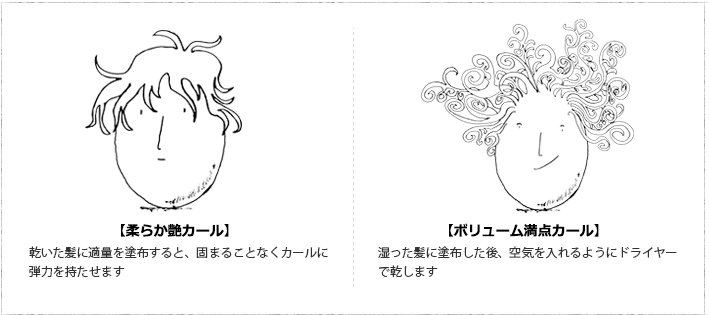 【柔らか艶カール】
乾いた髪に適量を塗布すると、固まることなくカールに
弾力を持たせます
【ボリューム満点カール】
湿った髪に塗布した後、空気を入れるようにドライヤー
で乾します